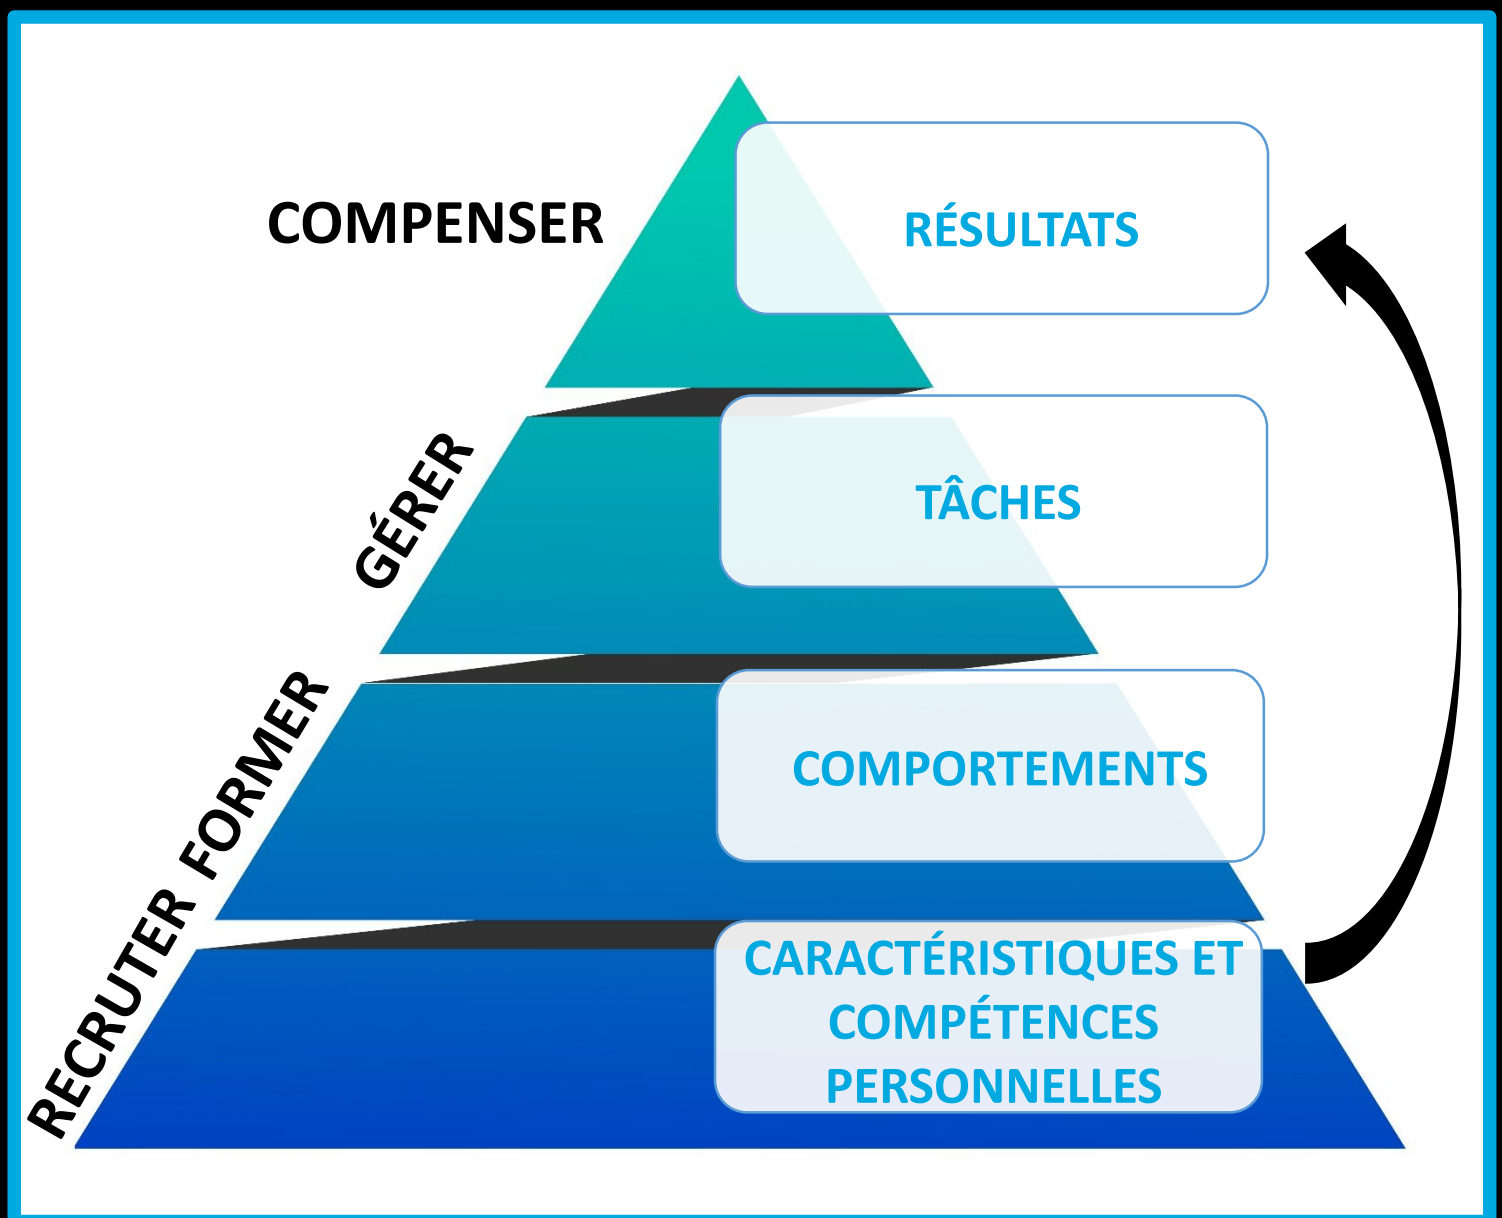 COMPENSER
RÉSULTATS
GÉRER
TÂCHES
FORMER
COMPORTEMENTS
RECRUTER
CARACTÉRISTIQUES ET
COMPÉTENCES
PERSONNELLES